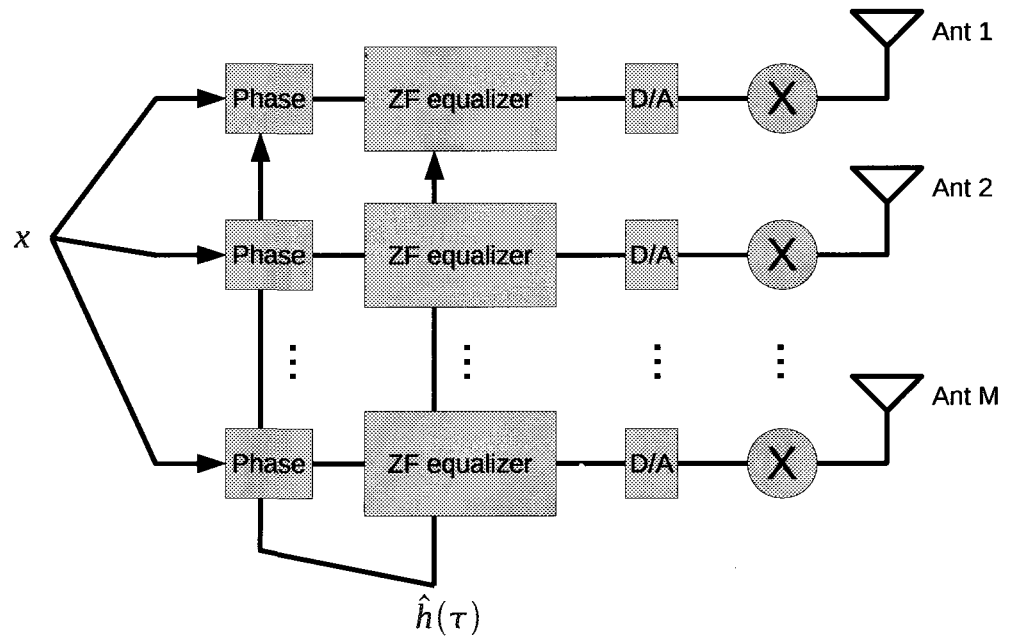 Ant 1
Phase ZF equalizer D/A X
Ant 2
x
Phase ZF equalizer D/A X
Ant M
Phase ZF equalizer D/A X
ĥ(τ)